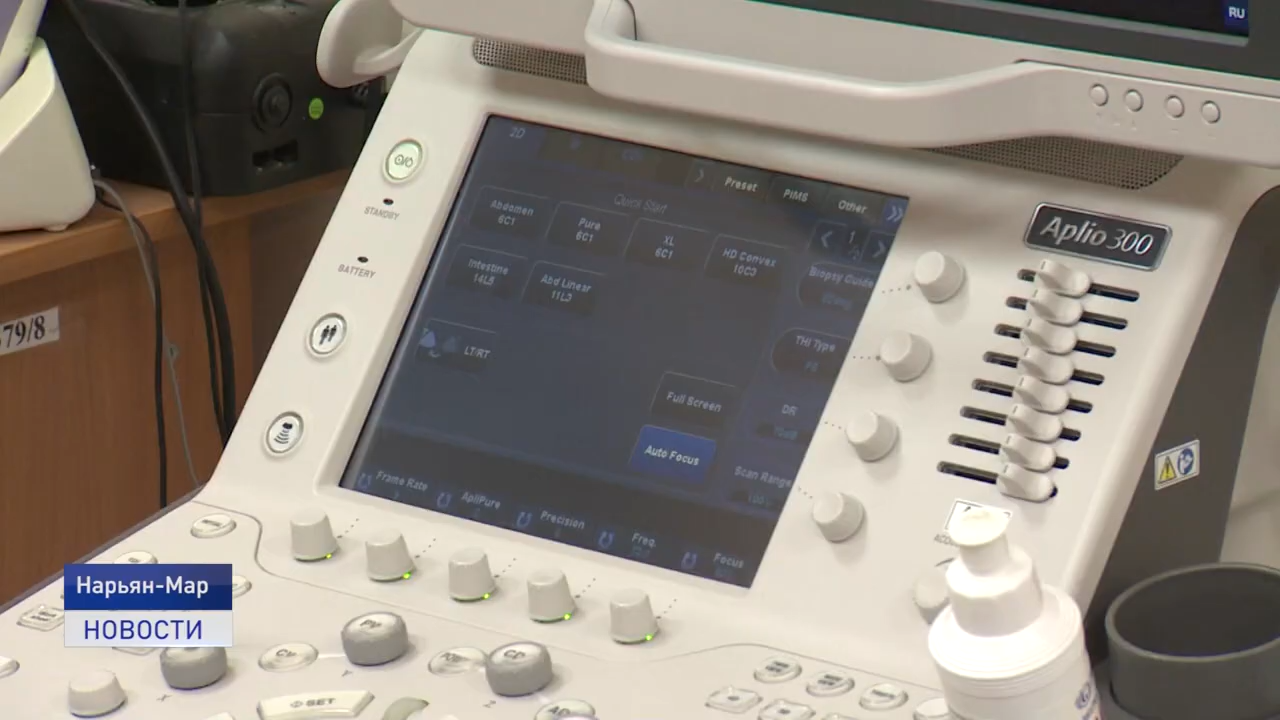 RU
2D
Preset
PIMS
Other
Quick Start
Abdomen
6C1
Pure
6C1
XL
6C1
HD Convex
10C3
1
Intestine
14L5
Abd Linear
11L3
Biopsy Guide
LT/RT
THI Type
Full Screen
DR
Auto Focus
Scan Range
Frame Rate
ApliPure
Precision
Freq.
Focus
STANDBY
BATTERY
Aplio 300
579/8
SET
Нарьян-Мар
НОВОСТИ